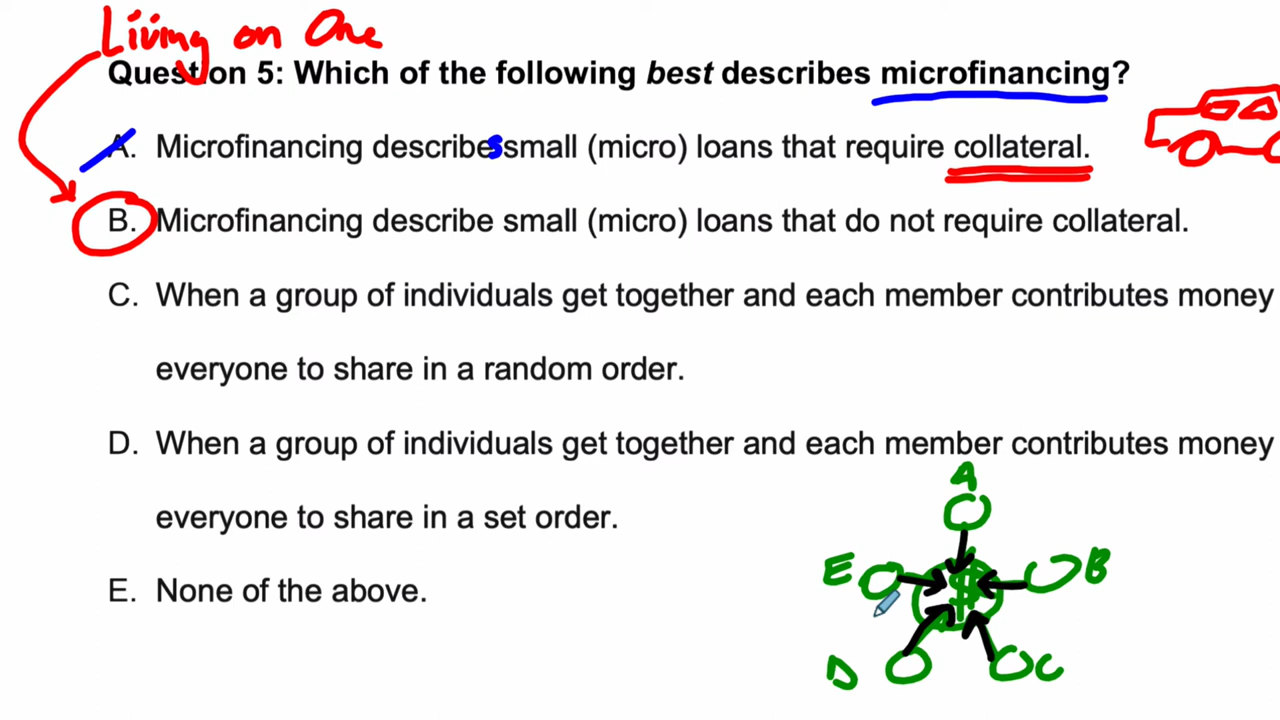 Living on One
Question 5: Which of the following best describes microfinancing?
A. Microfinancing describes small (micro) loans that require collateral.
B. Microfinancing describe small (micro) loans that do not require collateral.
C. When a group of individuals get together and each member contributes money
everyone to share in a random order.
D. When a group of individuals get together and each member contributes money
everyone to share in a set order.
A
E. None of the above.
E
B
$
D
C